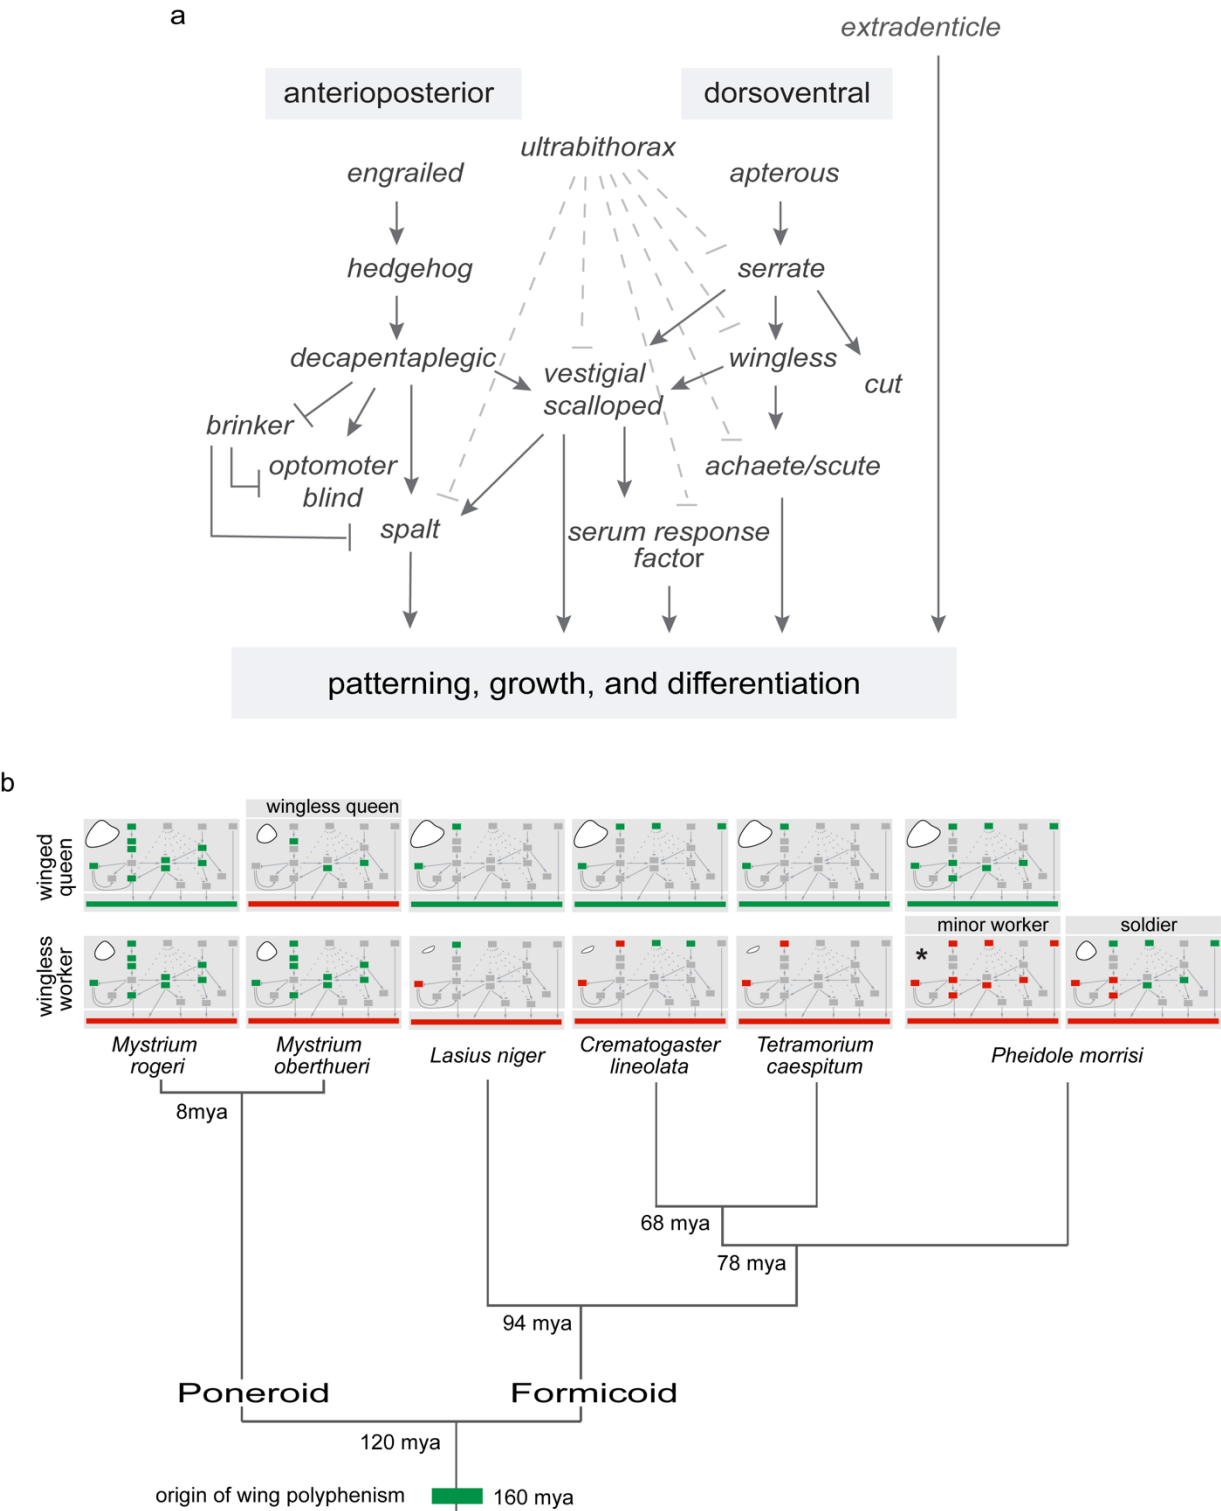 a
extradenticle
anterioposterior
dorsoventral
ultrabithorax
engrailed
apterous
hedgehog
serrate
decapentaplegic
wingless
vestigial
cut
scalloped
brinker
optomoter
achaete/scute
blind
spalt
serum response
factor
patterning, growth, and differentiation
b
wingless queen
winged
queen
minor worker
soldier
wingless
worker
*
Mystrium
rogeri
Mystrium
oberthueri
Lasius niger
Crematogaster
lineolata
Tetramorium
caespitum
Pheidole morrisi
8mya
68 mya
78 mya
94 mya
Poneroid
Formicoid
120 mya
origin of wing polyphenism
160 mya